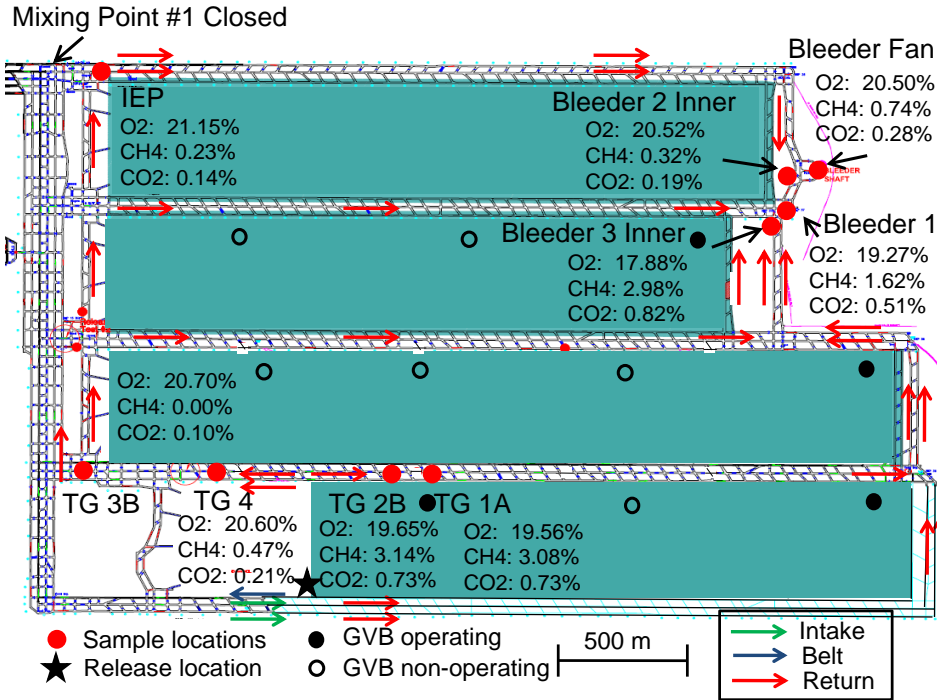 Mixing Point #1 Closed
Bleeder Fan
O2: 20.50%
CH4: 0.74%
CO2: 0.28%
IEP
O2: 21.15%
CH4: 0.23%
CO2: 0.14%
Bleeder 2 Inner
O2: 20.52%
CH4: 0.32%
CO2: 0.19%
BLEEDER
SHAFT
Bleeder 3 Inner
O2: 17.88%
CH4: 2.98%
CO2: 0.82%
Bleeder 1
O2: 19.27%
CH4: 1.62%
CO2: 0.51%
O2: 20.70%
CH4: 0.00%
CO2: 0.10%
TG 3B
TG 4
O2: 20.60%
CH4: 0.47%
CO2: 0.21%
TG 2B
O2: 19.65%
CH4: 3.14%
CO2: 0.73%
TG 1A
O2: 19.56%
CH4: 3.08%
CO2: 0.73%
Sample locations
Release location
GVB operating
GVB non-operating
500 m
Intake
Belt
Return